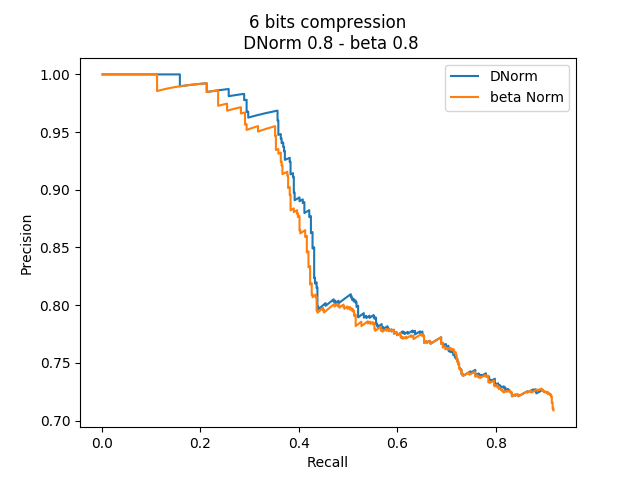 6 bits compression
DNorm 0.8 - beta 0.8
DNorm
beta Norm
1.00
0.95
0.90
0.85
0.80
0.75
0.70
Precision
0.0
0.2
0.4
0.6
0.8
Recall